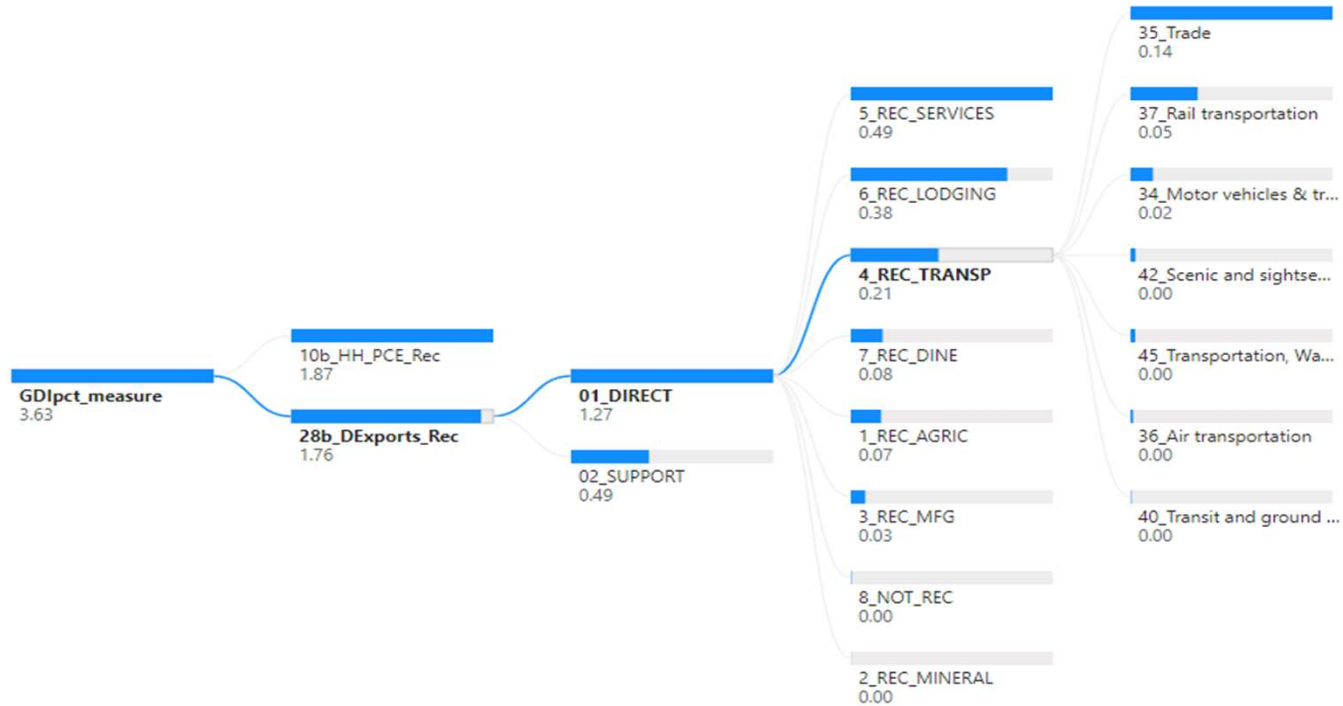 GDIpct_measure
3.63
10b_HH_PCE_Rec
1.87
28b_DExports_Rec
1.76
01_DIRECT
1.27
02_SUPPORT
0.49
5_REC_SERVICES
0.49
6_REC_LODGING
0.38
4_REC_TRANSP
0.21
7_REC_DINE
0.08
1_REC_AGRIC
0.07
3_REC_MFG
0.03
8_NOT_REC
0.00
2_REC_MINERAL
0.00
35_Trade
0.14
37_Rail transportation
0.05
34_Motor vehicles & tr...
0.02
42_Scenic and sightse...
0.00
45_Transportation, Wa...
0.00
36_Air transportation
0.00
40_Transit and ground ...
0.00